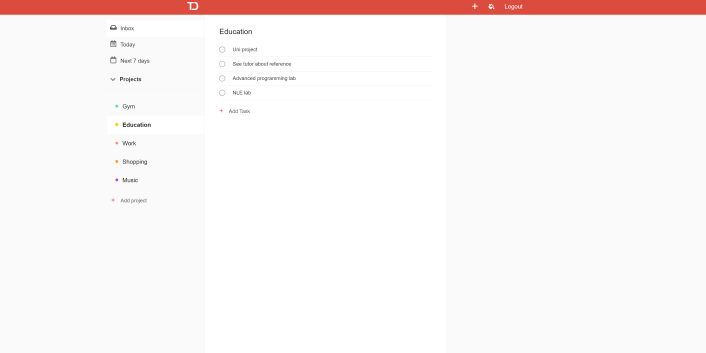 TD
Logout
Inbox
Today
Next 7 days
Projects
Gym
Education
Work
Shopping
Music
+ Add project
Education
Uni project
See tutor about reference
Advanced programming lab
NLE lab
+ Add Task